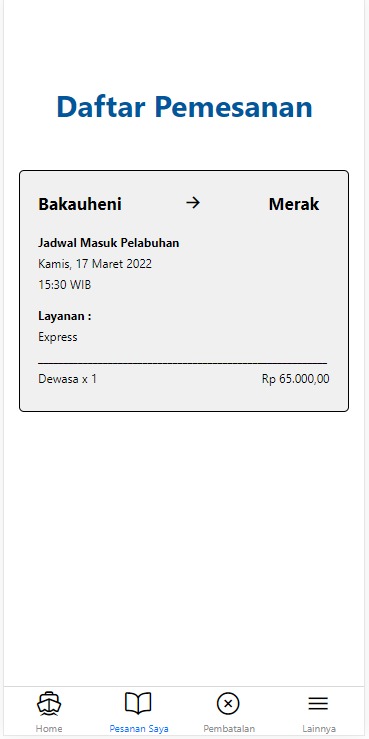 Daftar Pemesanan
Bakauheni → Merak
Jadwal Masuk Pelabuhan
Kamis, 17 Maret 2022
15:30 WIB
Layanan :
Express
Dewasa x 1 Rp 65.000,00
Home Pesanan Saya Pembatalan Lainnya